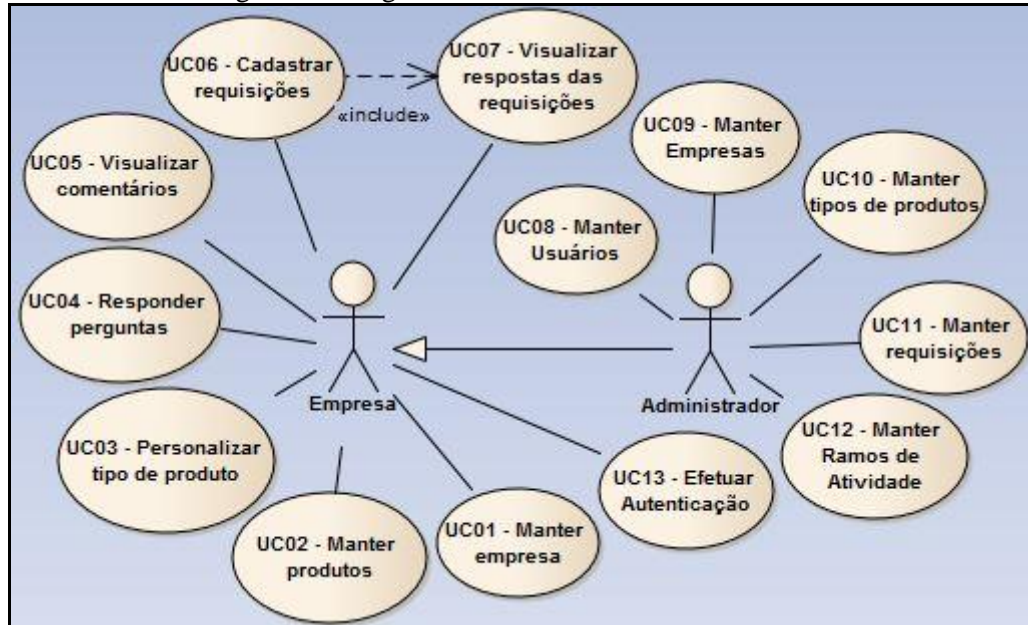 UC06 - Cadastrar
requisições
«include»
UC07 - Visualizar
respostas das
requisições
UC05 - Visualizar
comentários
UC09 - Manter
Empresas
UC10 - Manter
tipos de produtos
UC08 - Manter
Usuários
UC04 - Responder
perguntas
UC11 - Manter
requisições
Empresa
Administrador
UC03 - Personalizar
tipo de produto
UC12 - Manter
Ramos de
Atividade
UC13 - Efetuar
Autenticação
UC02 - Manter
produtos
UC01 - Manter
empresa